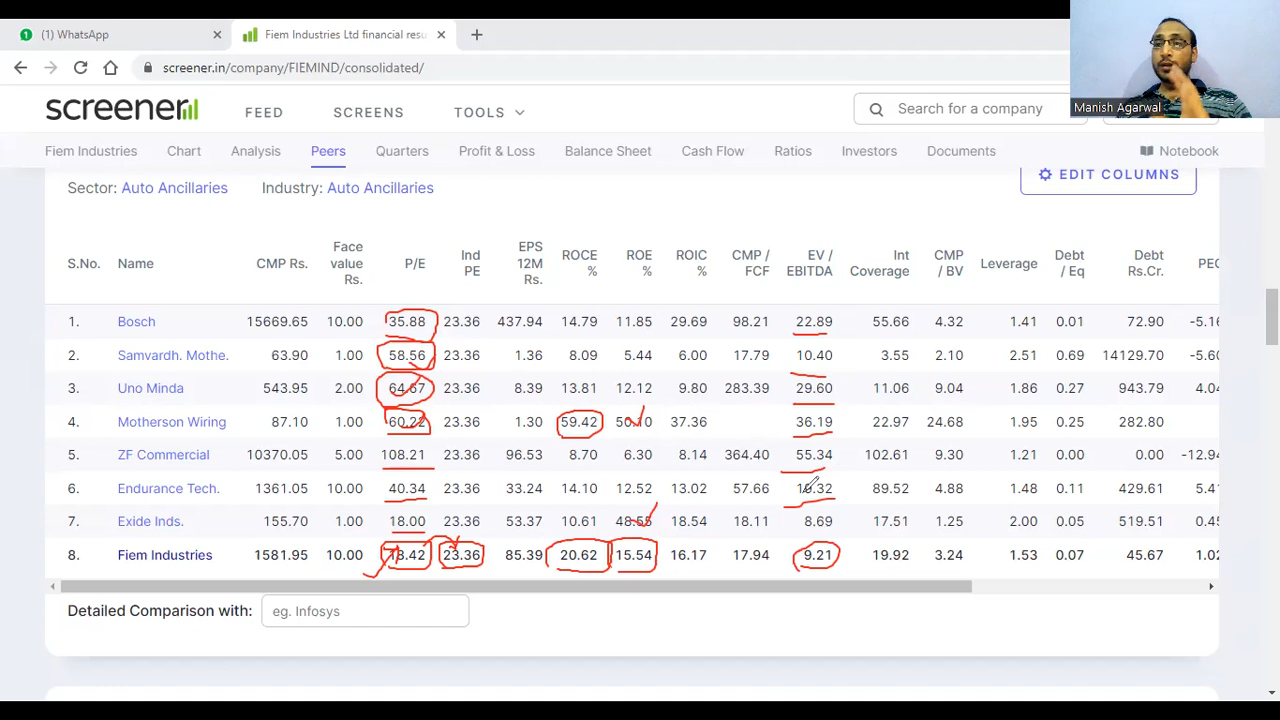 (1) WhatsApp
Fiem Industries Ltd financial resu
screener.in/company/FIEMIND/consolidated/
Manish Agarwal
screener FEED SCREENS TOOLS Search for a company
Fiem Industries Chart Analysis Peers Quarters Profit & Loss Balance Sheet Cash Flow Ratios Investors Documents Notebook
Sector: Auto Ancillaries Industry: Auto Ancillaries EDIT COLUMNS
S.No. Name CMP Rs. Face value Rs. P/E Ind PE EPS 12M Rs. ROCE % ROE % ROIC % CMP / FCF EV / EBITDA Int Coverage CMP / BV Leverage Debt / Eq Debt Rs.Cr. PEG
1. Bosch 15669.65 10.00 35.88 23.36 437.94 14.79 11.85 29.69 98.21 22.89 55.66 4.32 1.41 0.01 72.90 -5.16
2. Samvardh. Mothe. 63.90 1.00 58.56 23.36 1.36 8.09 5.44 6.00 17.79 10.40 3.55 2.10 2.51 0.69 14129.70 -5.60
3. Uno Minda 543.95 2.00 64.67 23.36 8.39 13.81 12.12 9.80 283.39 29.60 11.06 9.04 1.86 0.27 943.79 4.04
4. Motherson Wiring 87.10 1.00 60.22 23.36 1.30 59.42 50.10 37.36 36.19 22.97 24.68 1.95 0.25 282.80
5. ZF Commercial 10370.05 5.00 108.21 23.36 96.53 8.70 6.30 8.14 364.40 55.34 102.61 9.30 1.21 0.00 0.00 -12.94
6. Endurance Tech. 1361.05 10.00 40.34 23.36 33.24 14.10 12.52 13.02 57.66 89.52 4.88 1.48 0.11 429.61 5.41
7. Exide Inds. 155.70 1.00 18.00 23.36 53.37 10.61 48.55 18.54 18.11 8.69 17.51 1.25 2.00 0.05 519.51 0.45
8. Fiem Industries 1581.95 10.00 18.42 23.36 85.39 20.62 15.54 16.17 17.94 9.21 19.92 3.24 1.53 0.07 45.67 1.02
Detailed Comparison with: eg. Infosys